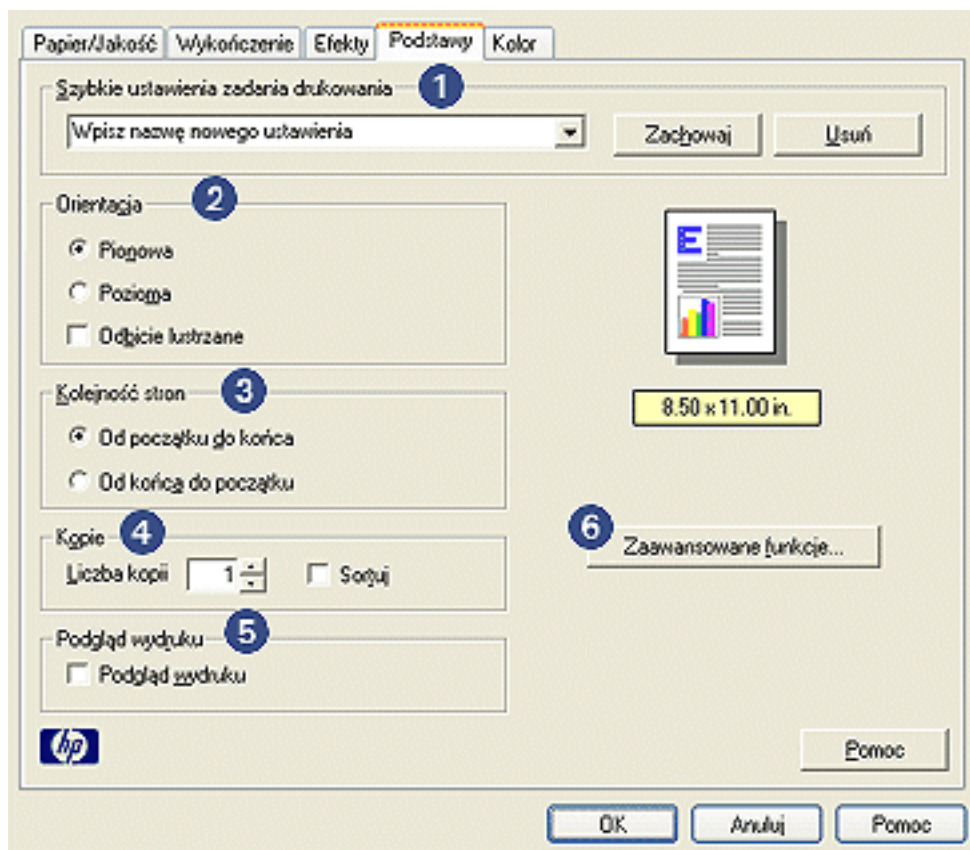 Papier/Jakość Wykończenie Efekty Podstawy Kolor
Szybkie ustawienia zadania drukowania 1
Wpisz nazwę nowego ustawienia Zachowaj Usuń
Orientacja 2
Pionowa
Pozioma
Odbicie lustrzane
Kolejność stron 3
8.50 x 11.00 in.
Od początku do końca
Od końca do początku
Kopie 4
6 Zaawansowane funkcje...
Liczba kopii 1 Sortuj
Podgląd wydruku 5
Podgląd wydruku
hp
Pomoc
OK Anuluj Pomoc